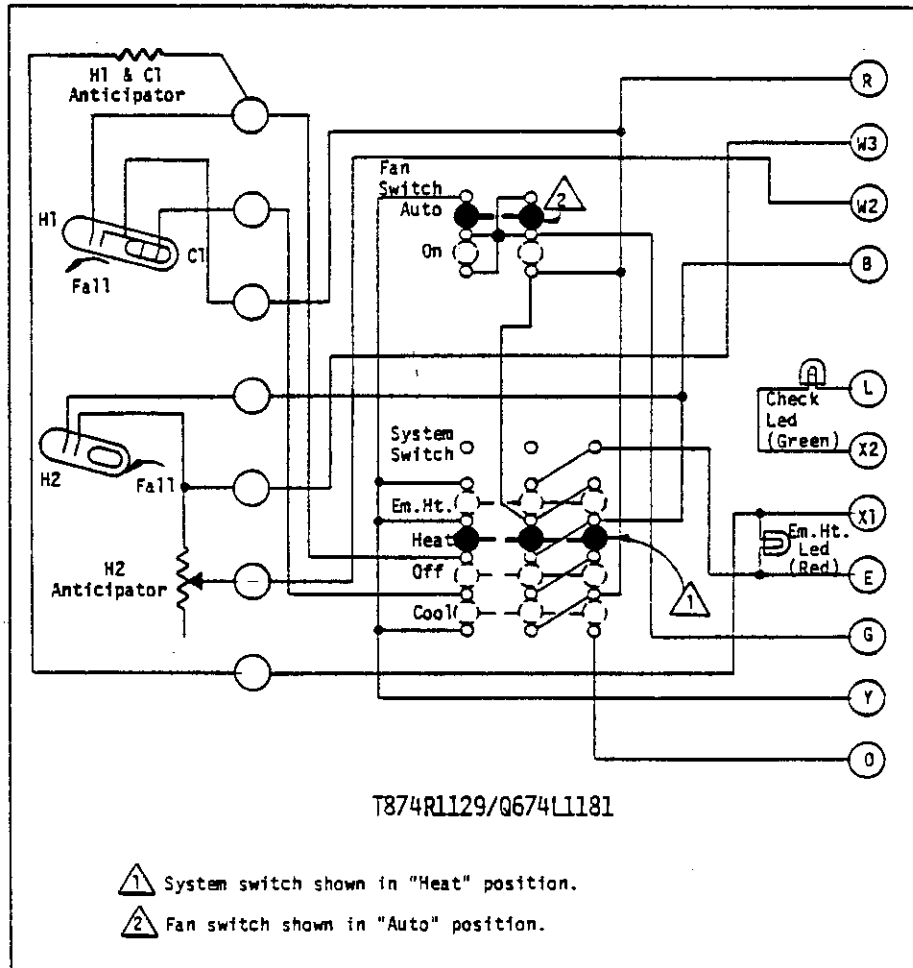 H1 & C1
Anticipator
R
W3
Fan
Switch
Auto
2
W2
H1
C1
On
Fall
B
Check
Led
(Green)
L
X2
System
Switch
H2
Fall
Em.Ht.
X1
Heat
Em.Ht.
Led
(Red)
H2
Anticipator
Off
E
1
Cool
G
Y
O
T874R1129/Q674L1181
1 System switch shown in "Heat" position.
2 Fan switch shown in "Auto" position.